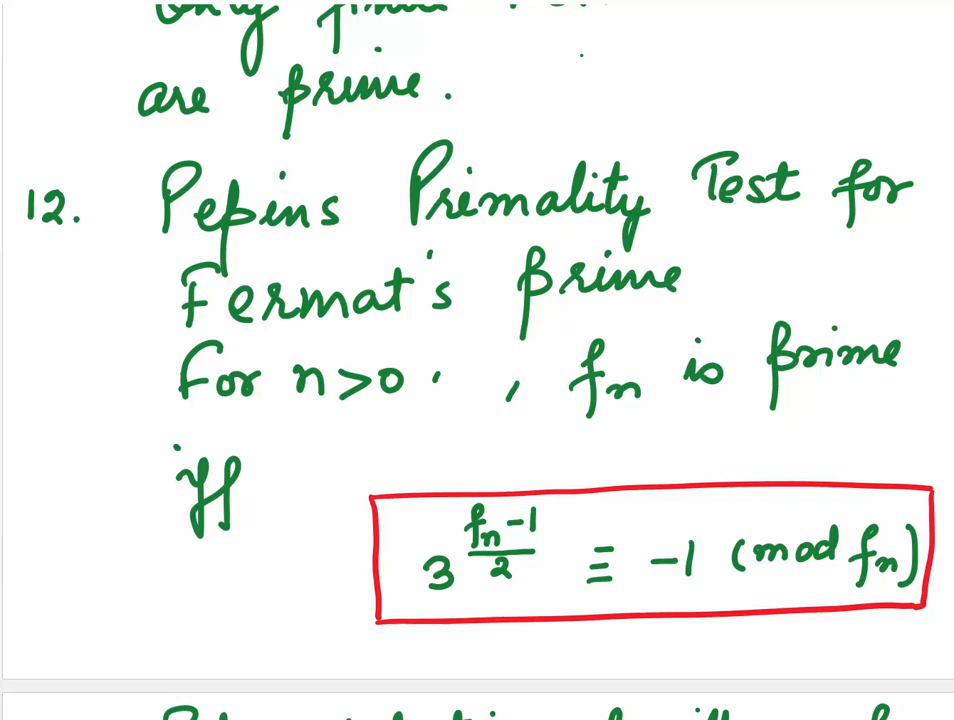 are prime.
12. Pepins Primality Test for
Fermat's prime
For n>0 , fn is prime
iff
3^((fn-1)/2) ≡ -1 (mod fn)